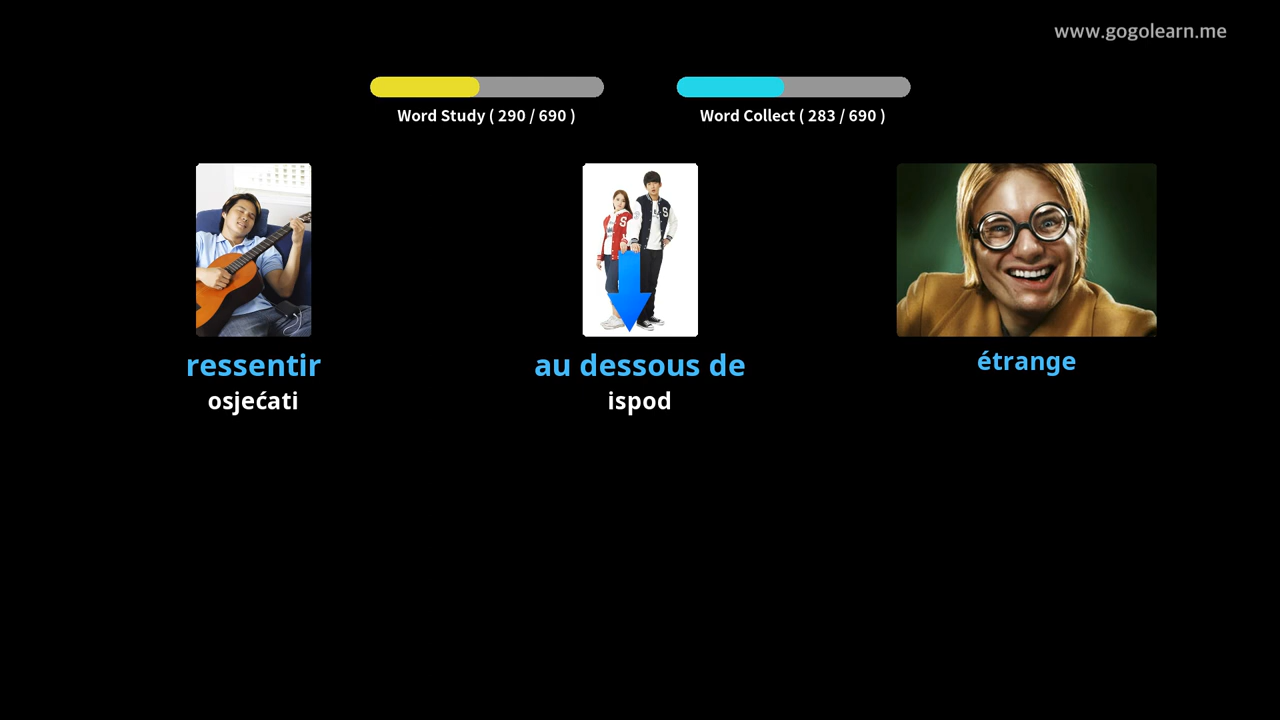 www.gogolearn.me
Word Study ( 290 / 690 )
Word Collect ( 283 / 690 )
ressentir
osjećati
au dessous de
ispod
étrange